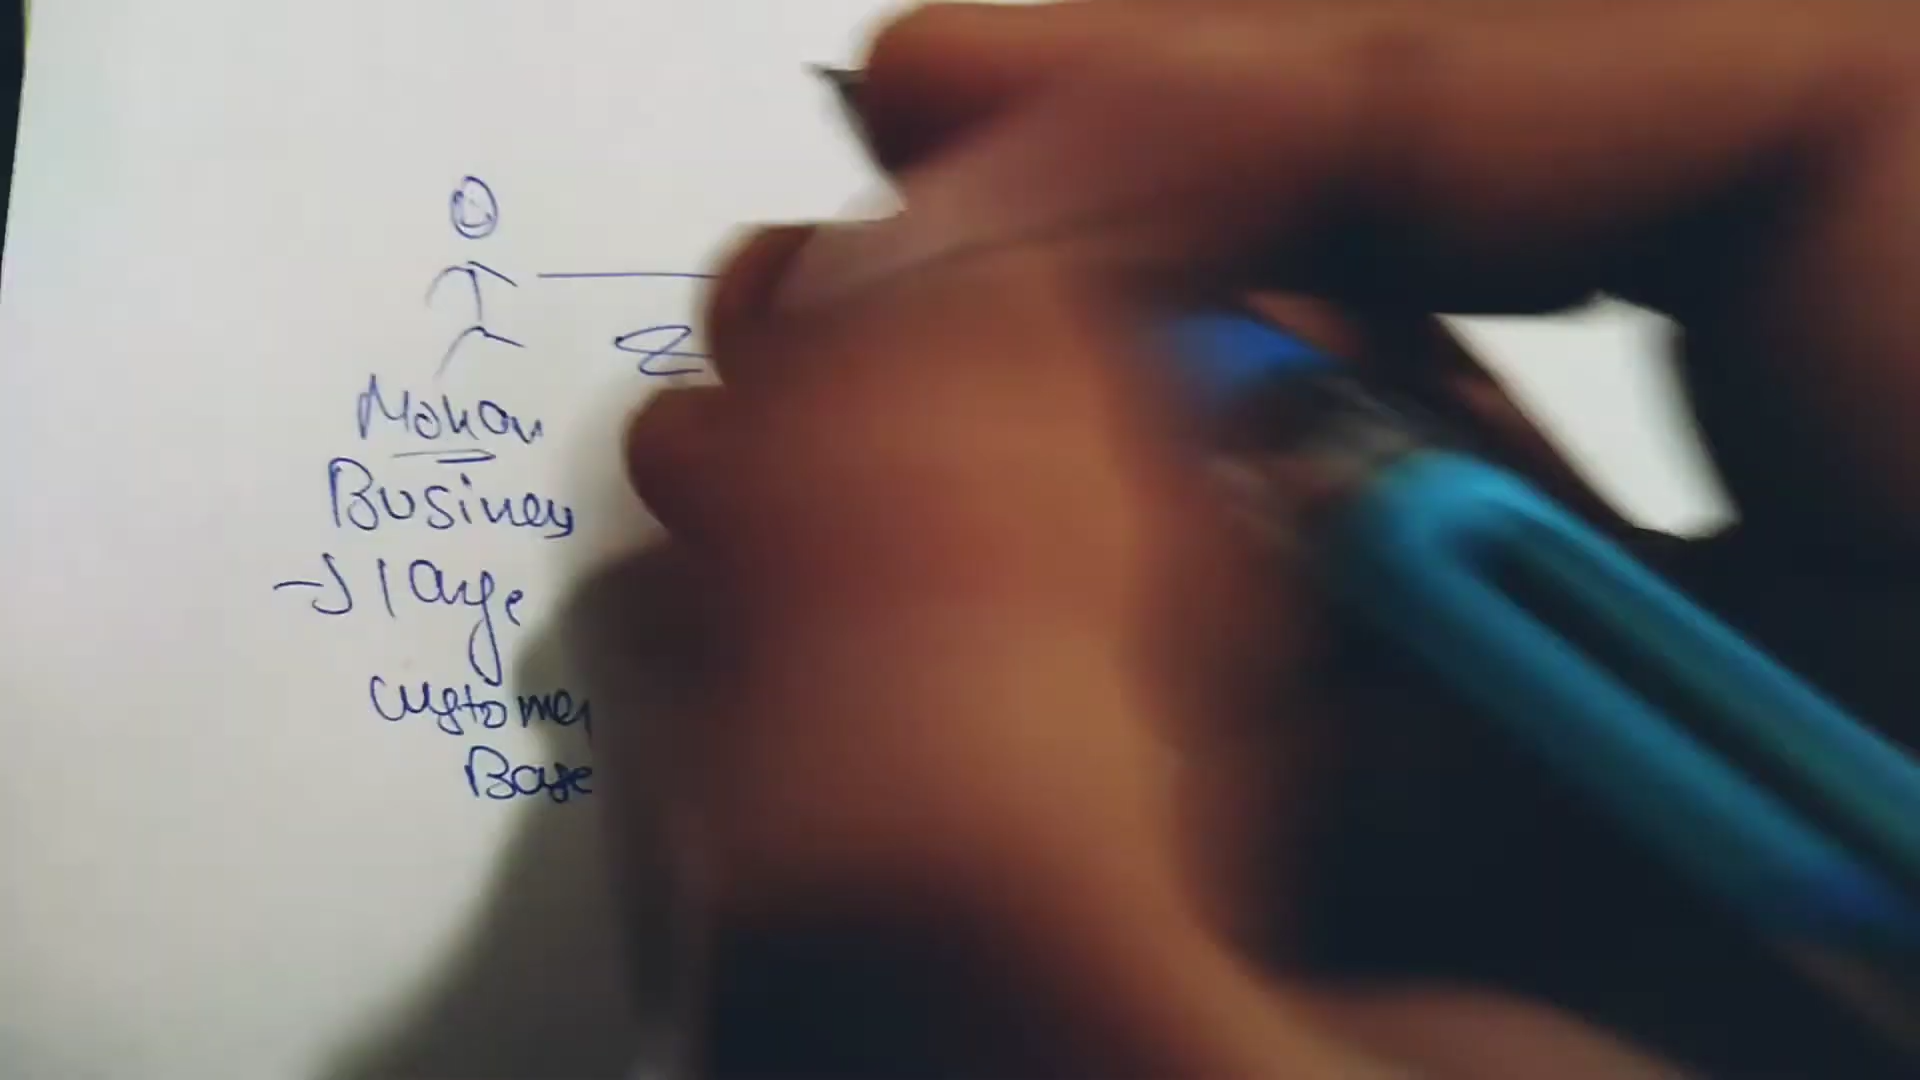 Mohan
Business
→ large
customer
Base